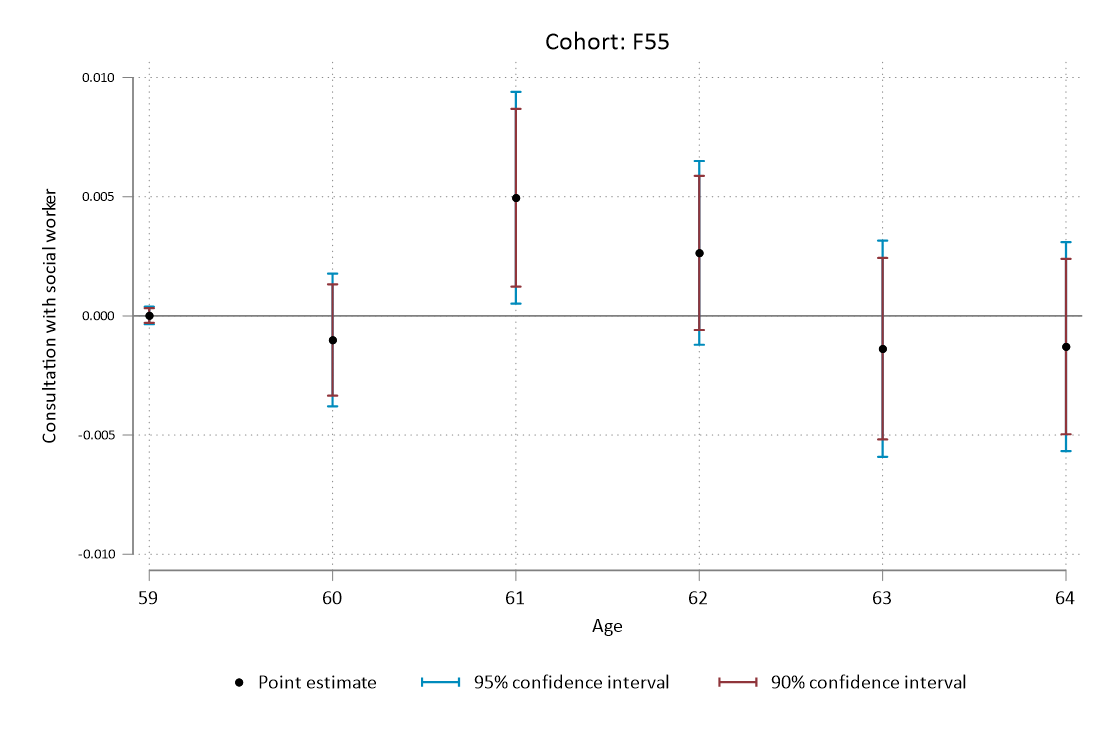 Cohort: F55
Consultation with social worker
0.010
0.005
0.000
-0.005
-0.010
59 60 61 62 63 64
Age
Point estimate 95% confidence interval 90% confidence interval